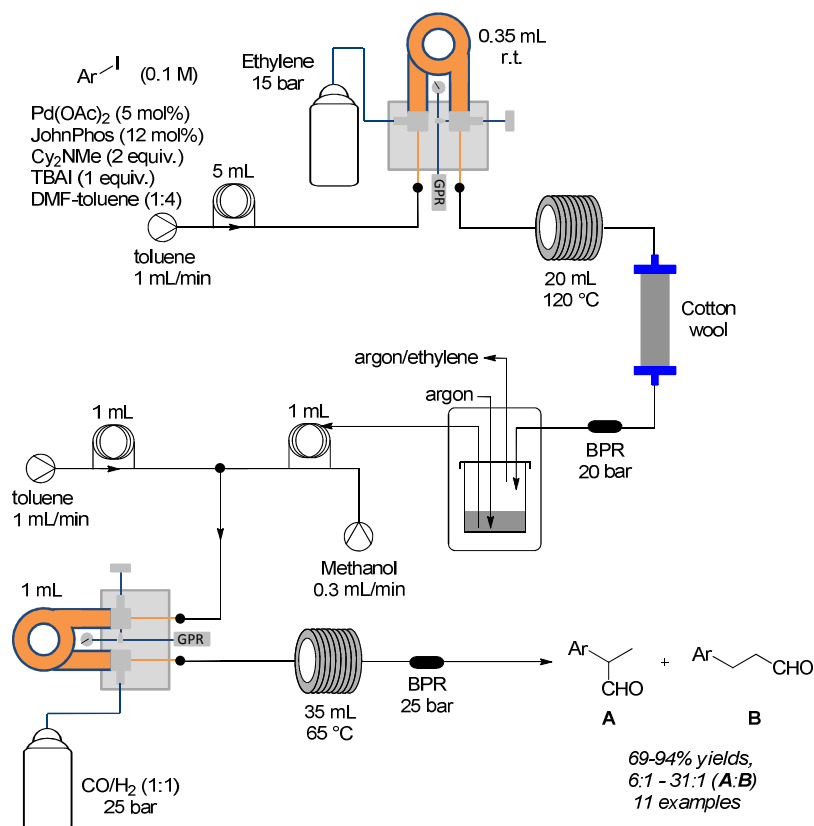 Ar
I
(0.1 M)
Pd(OAc)2 (5 mol%)
JohnPhos (12 mol%)
Cy2NMe (2 equiv.)
TBAI (1 equiv.)
DMF-toluene (1:4)
Ethylene
15 bar
0.35 mL
r.t.
GPR
5 mL
toluene
1 mL/min
20 mL
120 °C
Cotton
wool
BPR
20 bar
argon/ethylene
argon
1 mL
1 mL
toluene
1 mL/min
Methanol
0.3 mL/min
1 mL
GPR
CO/H2 (1:1)
25 bar
35 mL
65 °C
BPR
25 bar
Ar
CHO
A
+
Ar
CHO
B
69-94% yields,
6:1 - 31:1 (A:B)
11 examples